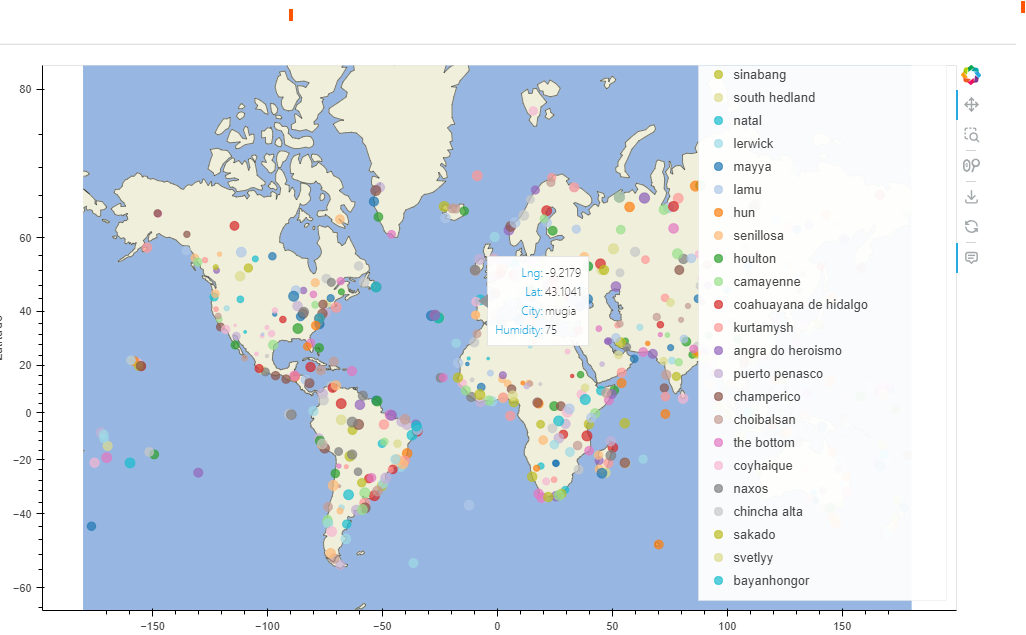 sinabang
south hedland
natal
lerwick
mayya
lamu
hun
senillosa
houlton
camayenne
coahuayana de hidalgo
kurtamysh
angra do heroismo
puerto penasco
champerico
choibalsan
the bottom
coyhaique
naxos
chincha alta
sakado
svetlyy
bayanhongor
Lng: -9.2179
Lat: 43.1041
City: mugia
Humidity: 75
80
60
40
20
0
−20
−40
−60
−150
−100
−50
0
50
100
150